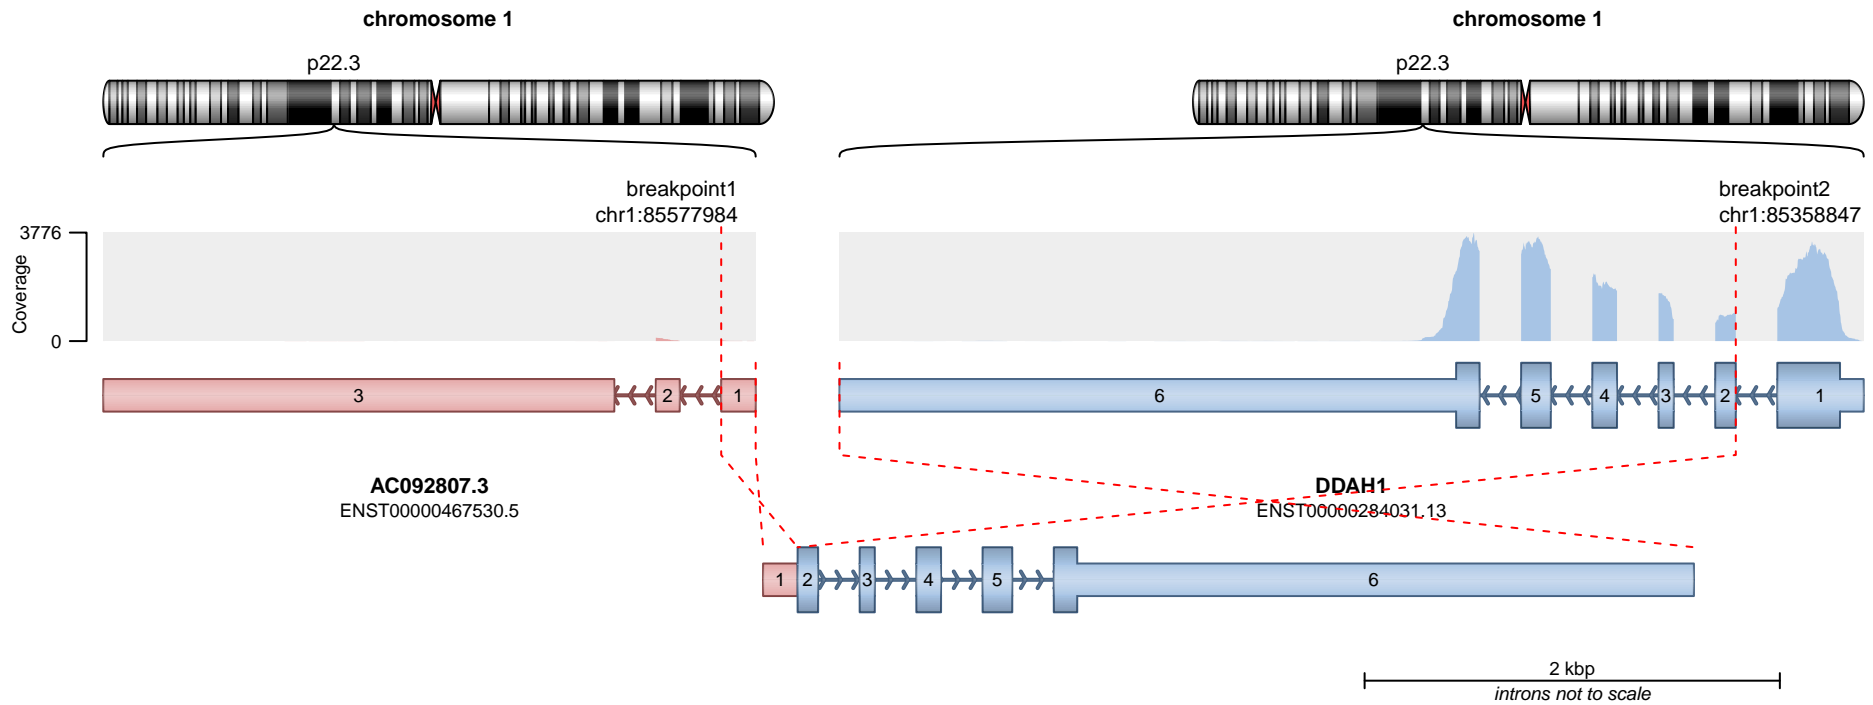 chromosome 1
chromosome 1
p22.3
p22.3
breakpoint1
chr1:85577984
breakpoint2
chr1:85358847
3776
Coverage
0
3
2
1
6
5
4
3
2
1
AC092807.3
ENST00000467530.5
DDAH1
ENST00000284031.13
1
2
3
4
5
6
2 kbp
introns not to scale